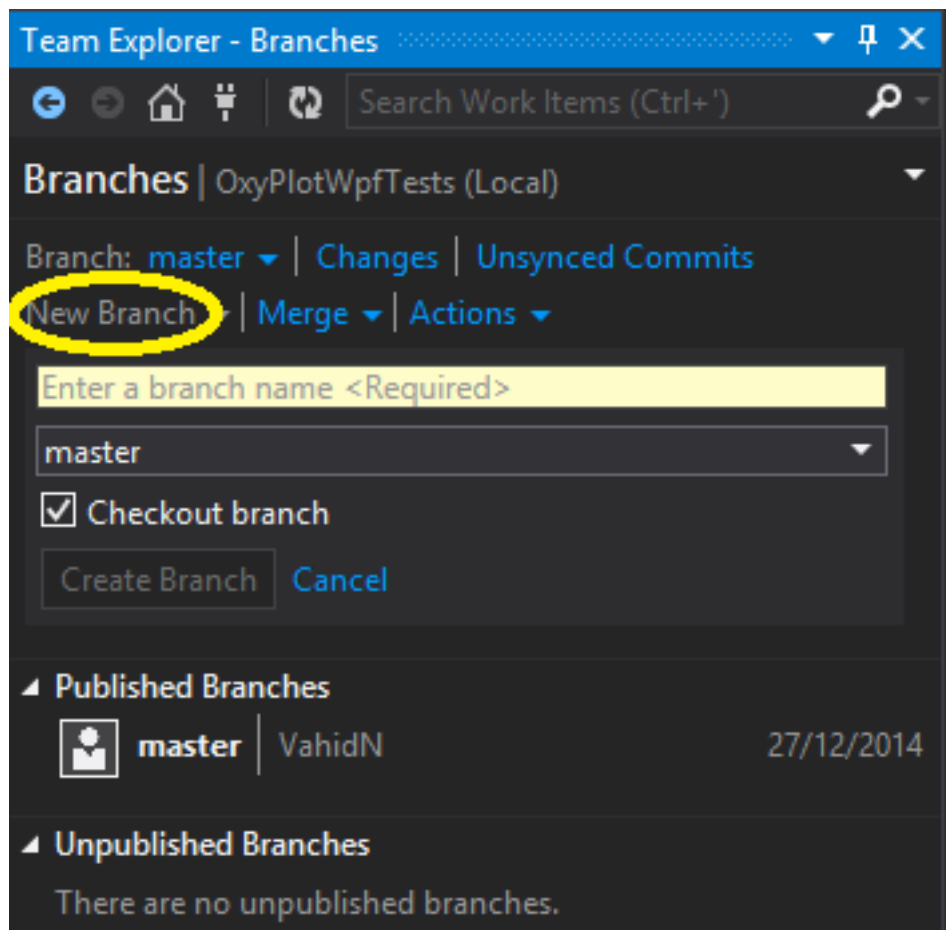 Team Explorer - Branches
Search Work Items (Ctrl+')
Branches | OxyPlotWpfTests (Local)
Branch: master | Changes | Unsynced Commits
New Branch | Merge | Actions
Enter a branch name <Required>
master
Checkout branch
Create Branch Cancel
Published Branches
master | VahidN 27/12/2014
Unpublished Branches
There are no unpublished branches.